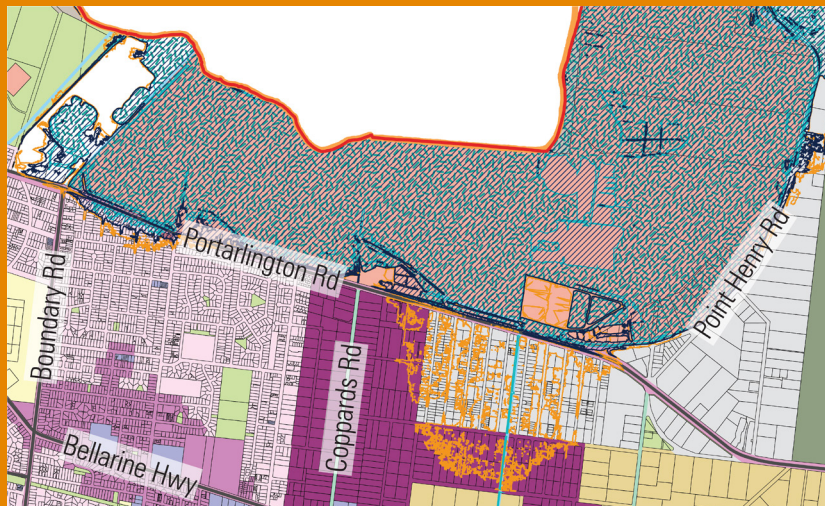 Portarlington Rd
Point Henry Rd
Boundary Rd
Coppards Rd
Bellarine Hwy